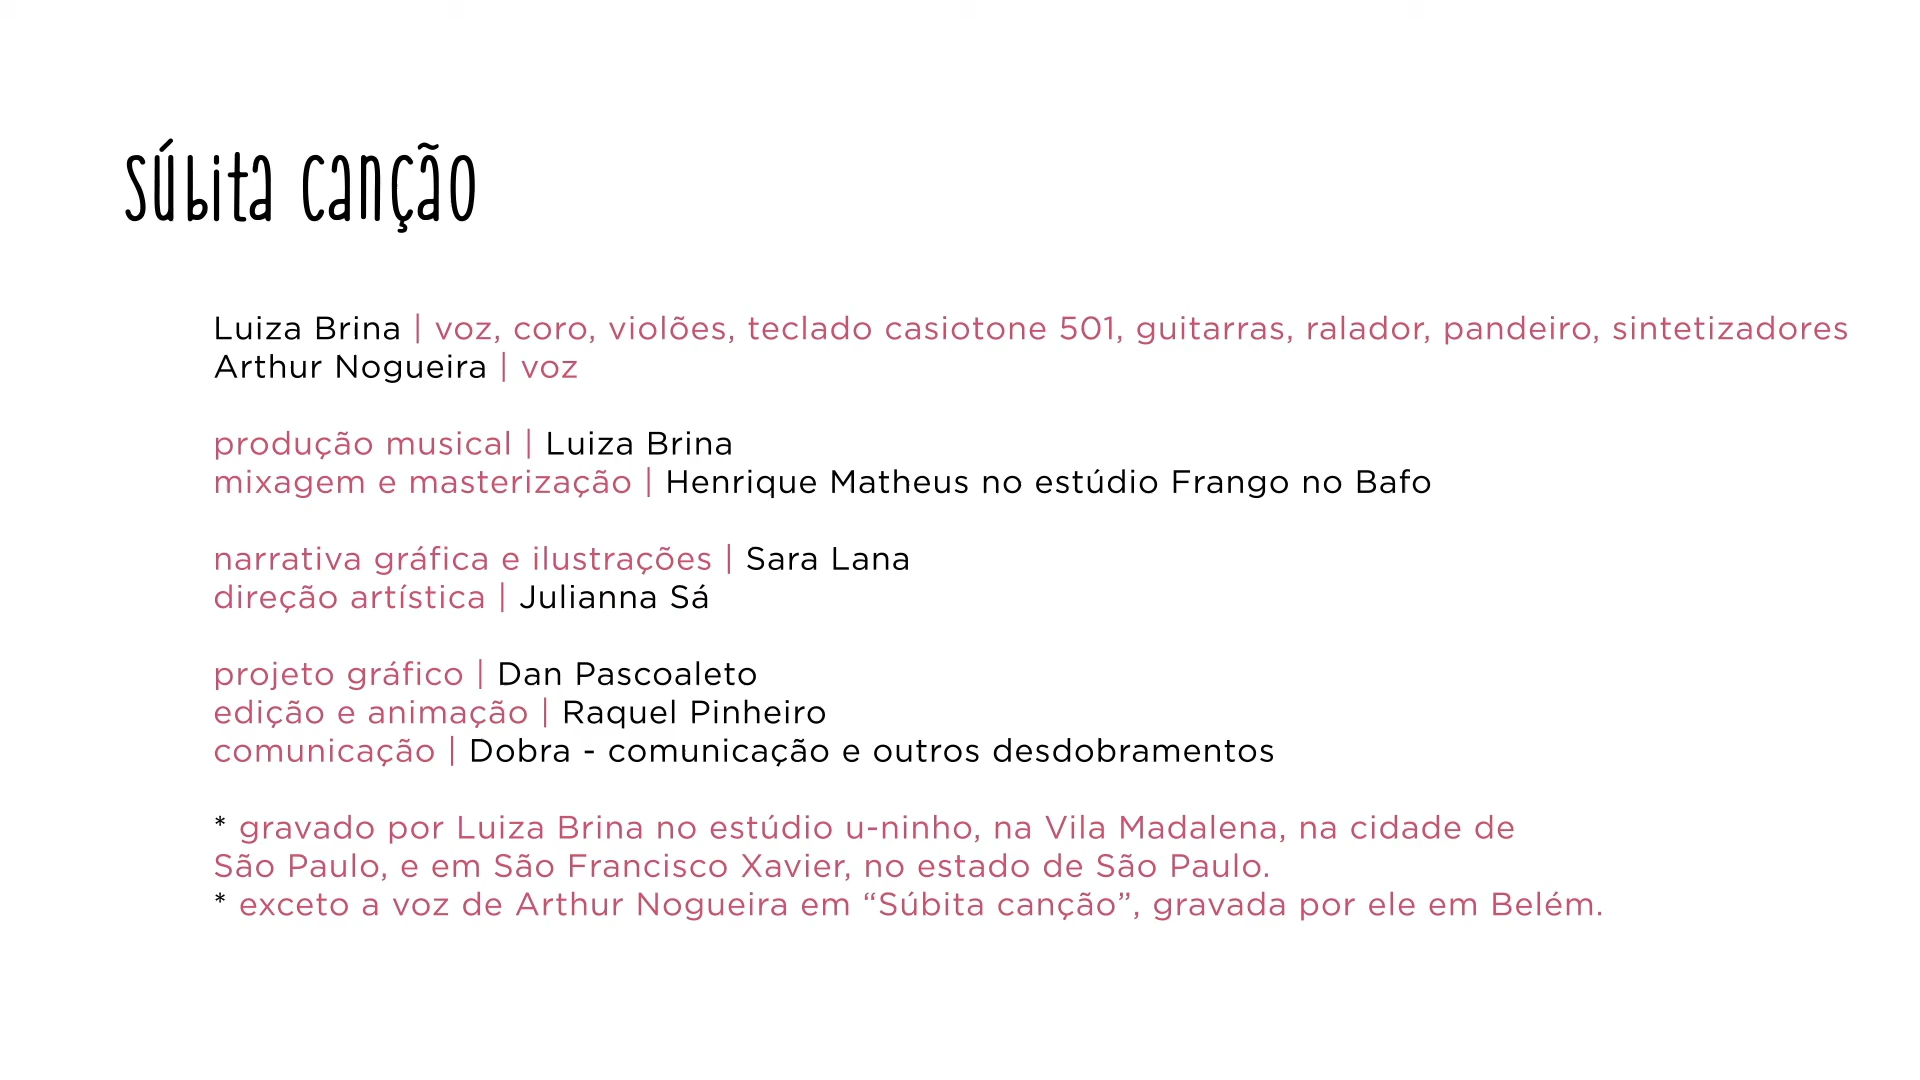 súbita canção
Luiza Brina | voz, coro, violões, teclado casiotone 501, guitarras, ralador, pandeiro, sintetizadores
Arthur Nogueira | voz
produção musical | Luiza Brina
mixagem e masterização | Henrique Matheus no estúdio Frango no Bafo
narrativa gráfica e ilustrações | Sara Lana
direção artística | Julianna Sá
projeto gráfico | Dan Pascoaleto
edição e animação | Raquel Pinheiro
comunicação | Dobra - comunicação e outros desdobramentos
* gravado por Luiza Brina no estúdio u-ninho, na Vila Madalena, na cidade de
São Paulo, e em São Francisco Xavier, no estado de São Paulo.
* exceto a voz de Arthur Nogueira em “Súbita canção”, gravada por ele em Belém.